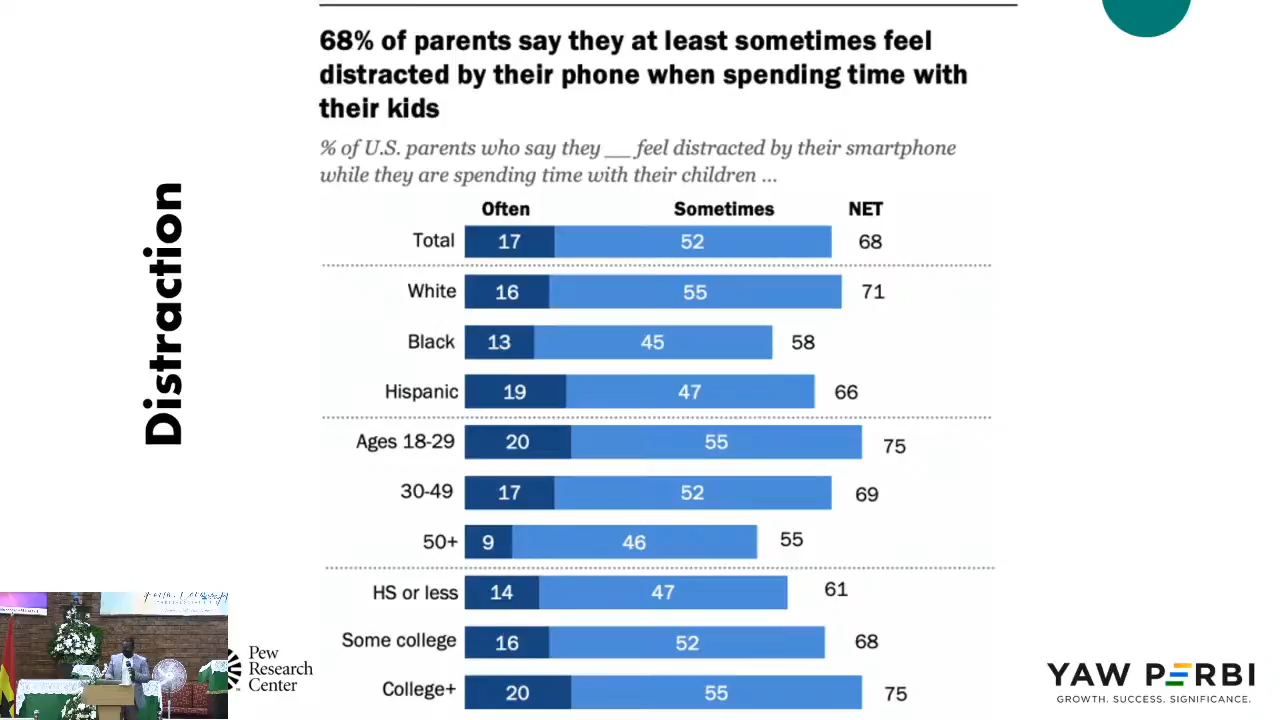 68% of parents say they at least sometimes feel
distracted by their phone when spending time with
their kids
% of U.S. parents who say they __ feel distracted by their smartphone
while they are spending time with their children ...
Often Sometimes NET
Total 17 52 68
White 16 55 71
Black 13 45 58
Hispanic 19 47 66
Ages 18-29 20 55 75
30-49 17 52 69
50+ 9 46 55
HS or less 14 47 61
Some college 16 52 68
College+ 20 55 75
Distraction
Pew
Research
Center
YAW PERBI
GROWTH. SUCCESS. SIGNIFICANCE.